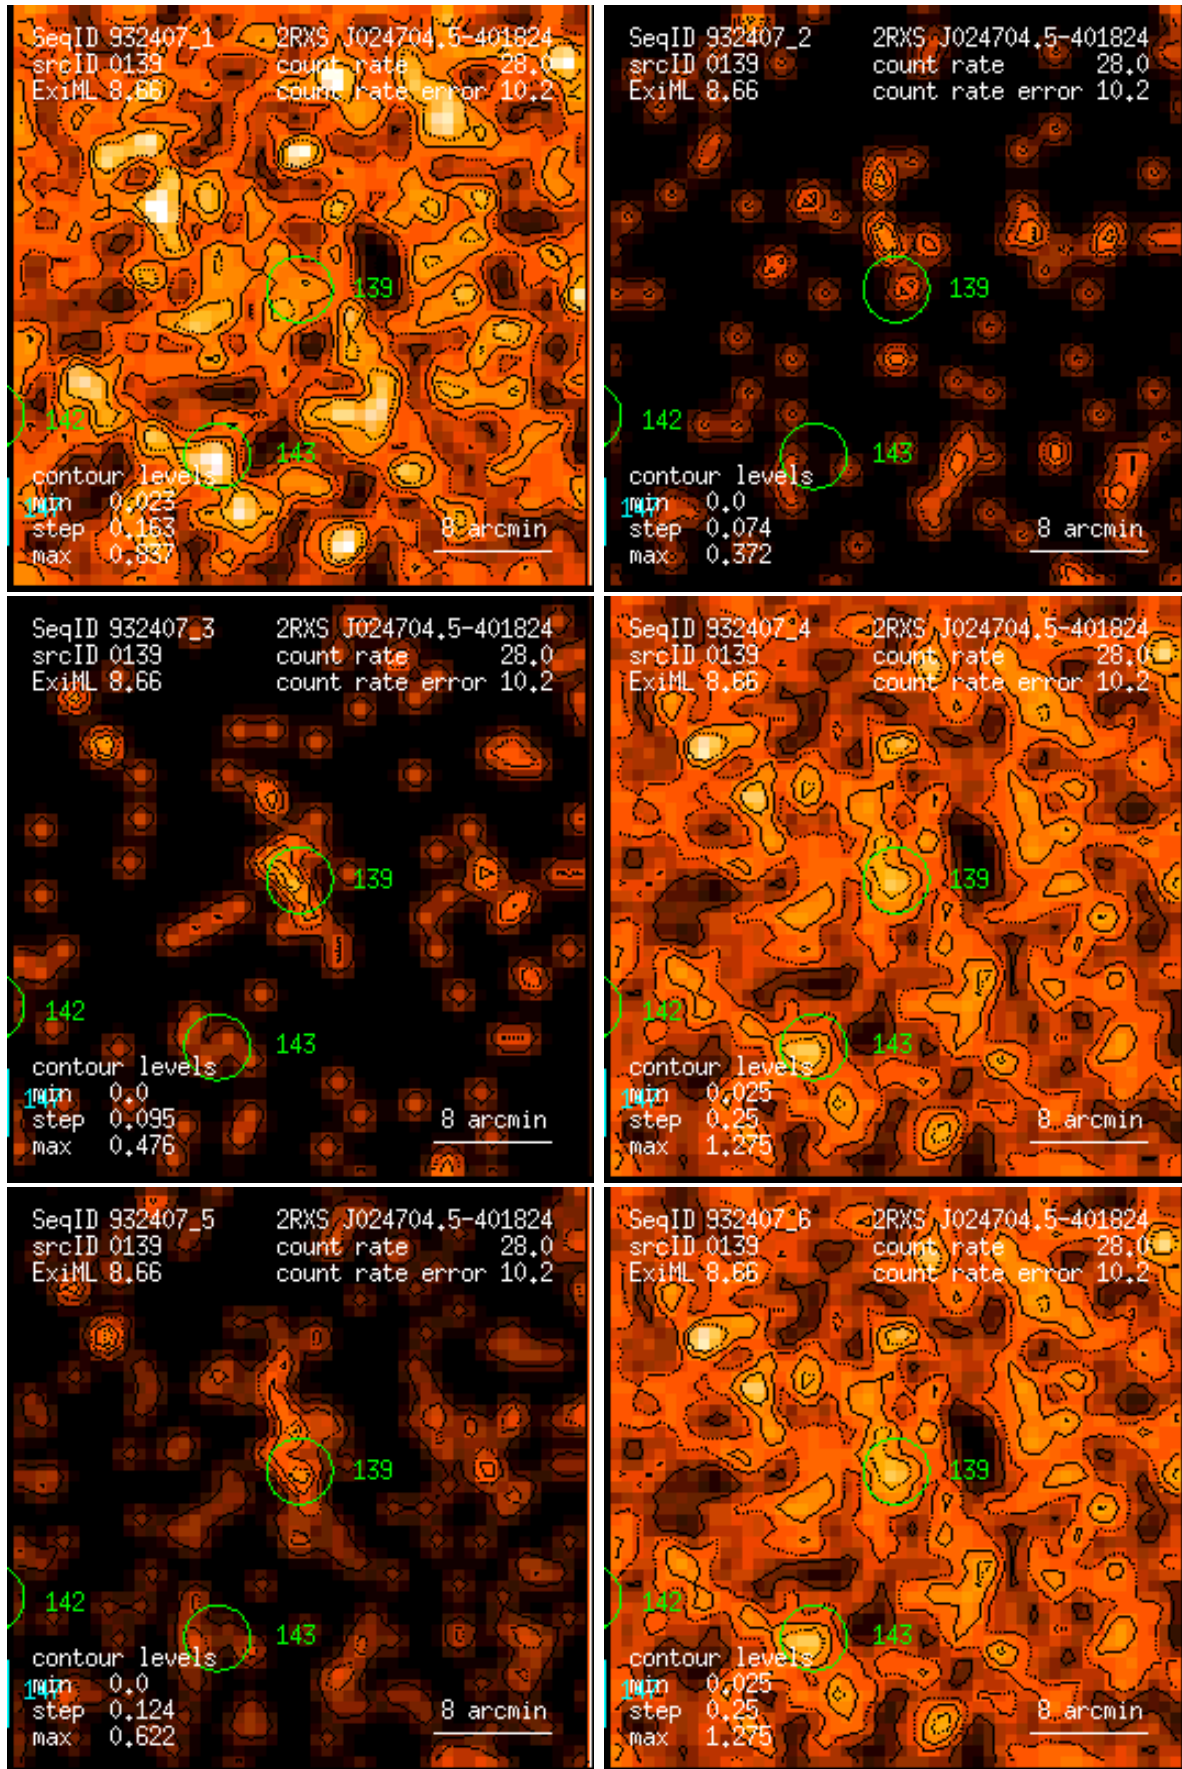 SeqID 932407_1 2RXS J024704.5-401824
srcID 0139 count rate 28.0
ExiML 8.66 count rate error 10.2
139
142
143
contour levels
min 0.023
147
step 0.163 8 arcmin
max 0.837
SeqID 932407_2 2RXS J024704.5-401824
srcID 0139 count rate 28.0
ExiML 8.66 count rate error 10.2
139
142
143
contour levels
min 0.0
147
step 0.074 8 arcmin
max 0.372
SeqID 932407_3 2RXS J024704.5-401824
srcID 0139 count rate 28.0
ExiML 8.66 count rate error 10.2
139
142
143
contour levels
min 0.0
147
step 0.095 8 arcmin
max 0.476
SeqID 932407_4 2RXS J024704.5-401824
srcID 0139 count rate 28.0
ExiML 8.66 count rate error 10.2
139
142
143
contour levels
min 0.025
147
step 0.25 8 arcmin
max 1.275
SeqID 932407_5 2RXS J024704.5-401824
srcID 0139 count rate 28.0
ExiML 8.66 count rate error 10.2
139
142
143
contour levels
min 0.0
147
step 0.124 8 arcmin
max 0.622
SeqID 932407_6 2RXS J024704.5-401824
srcID 0139 count rate 28.0
ExiML 8.66 count rate error 10.2
139
142
143
contour levels
min 0.025
147
step 0.25 8 arcmin
max 1.275